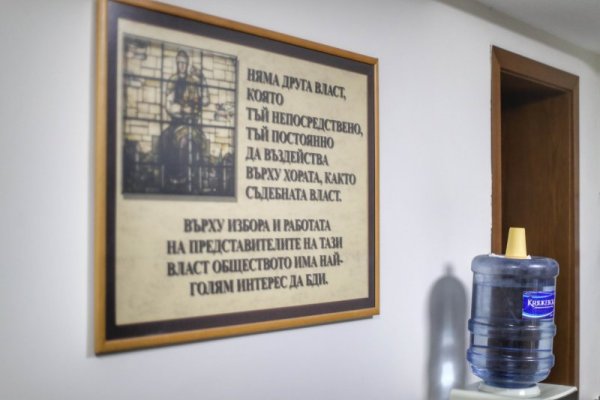 НЯМА ДРУГА ВЛАСТ,
КОЯТО
ТЪЙ НЕПОСРЕДСТВЕНО,
ТЪЙ ПОСТОЯННО
ДА ВЪЗДЕЙСТВА
ВЪРХУ ХОРАТА, КАКТО
СЪДЕБНАТА ВЛАСТ.
ВЪРХУ ИЗБОРА И РАБОТАТА
НА ПРЕДСТАВИТЕЛИТЕ НА ТАЗИ
ВЛАСТ ОБЩЕСТВОТО ИМА НАЙ-
ГОЛЯМ ИНТЕРЕС ДА БДИ.